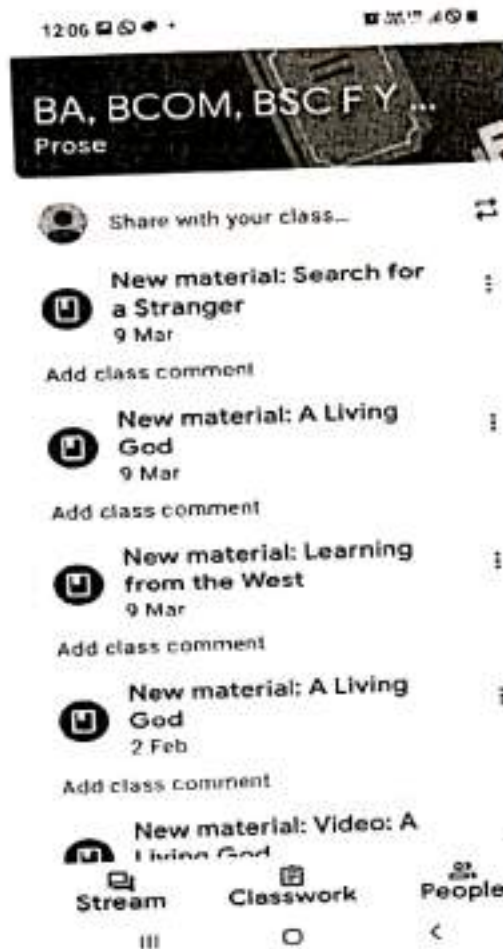 12:06
BA, BCOM, BSC F Y ...
Prose
Share with your class...
New material: Search for
a Stranger
9 Mar
Add class comment
New material: A Living
God
9 Mar
Add class comment
New material: Learning
from the West
9 Mar
Add class comment
New material: A Living
God
2 Feb
Add class comment
New material: Video: A
Living God
Stream Classwork People